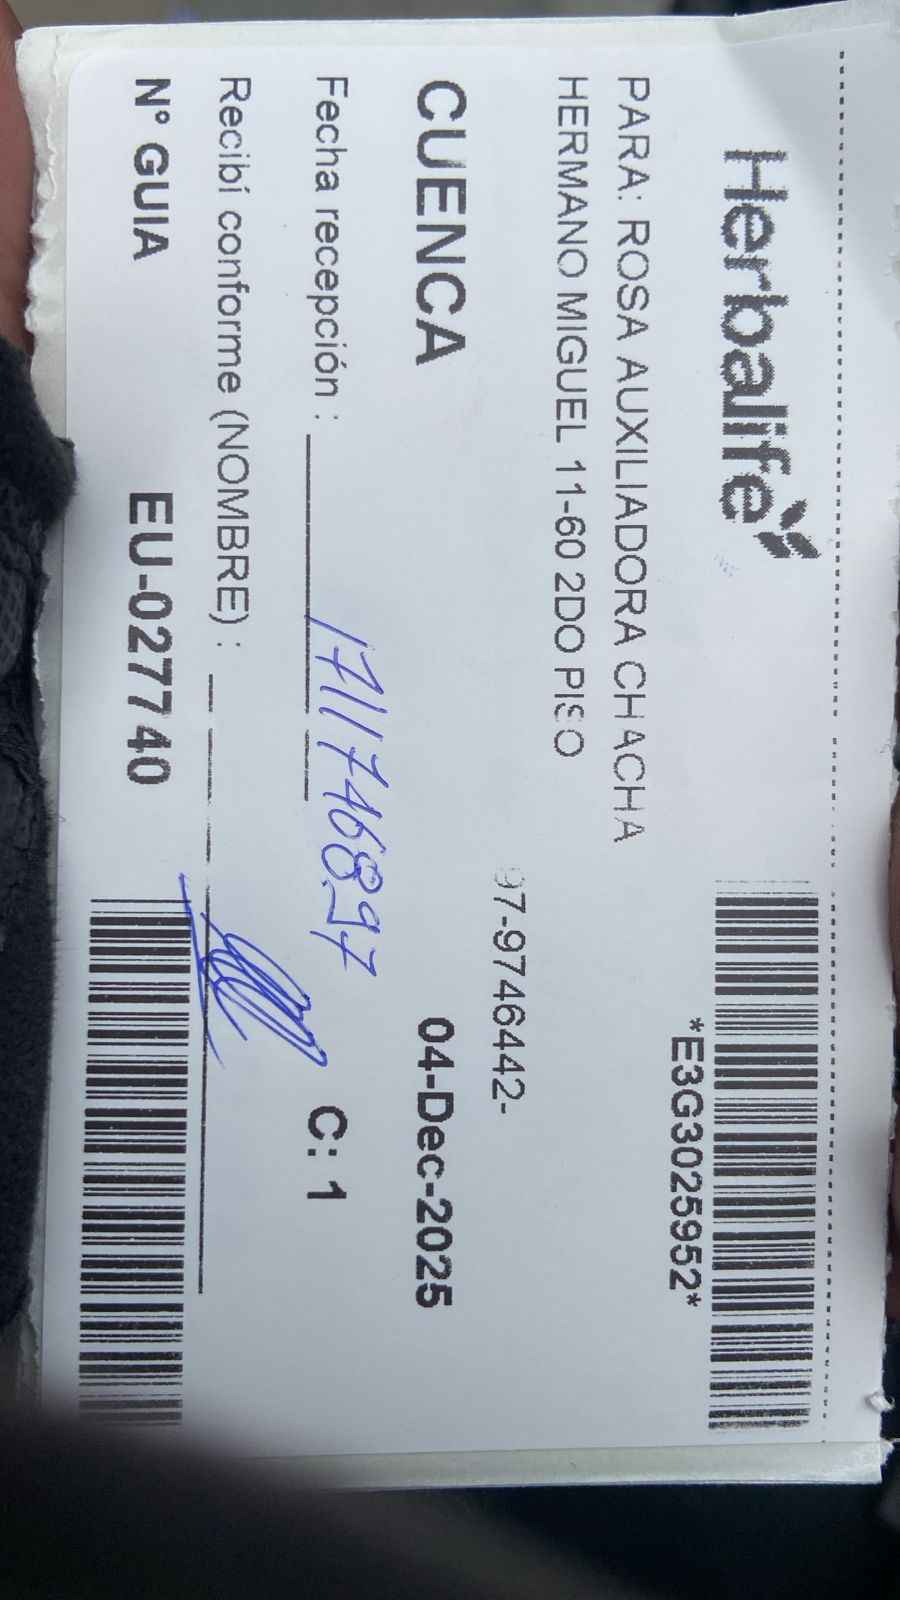 Herbalife
*E3G3025952*
PARA: ROSA AUXILIADORA CHACHA
HERMANO MIGUEL 11-60 2DO PISO
97-9746442-
CUENCA 04-Dec-2025
Fecha recepción : 1711746897
C: 1
Recibí conforme (NOMBRE) :
N° GUIA EU-027740